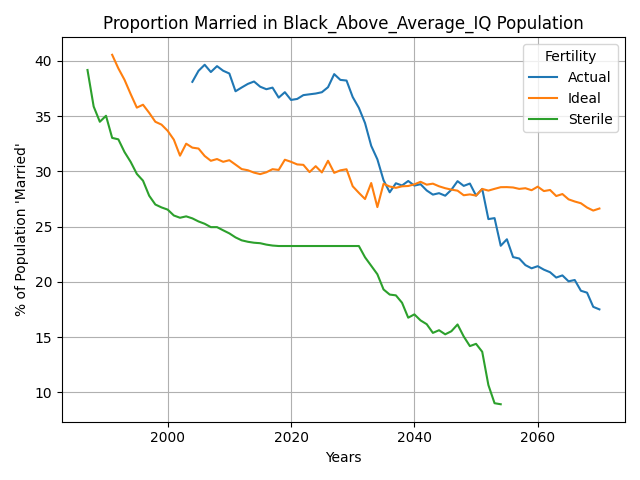 Proportion Married in Black_Above_Average_IQ Population
% of Population 'Married'
40
35
30
25
20
15
10
2000
2020
2040
2060
Years
Fertility
Actual
Ideal
Sterile